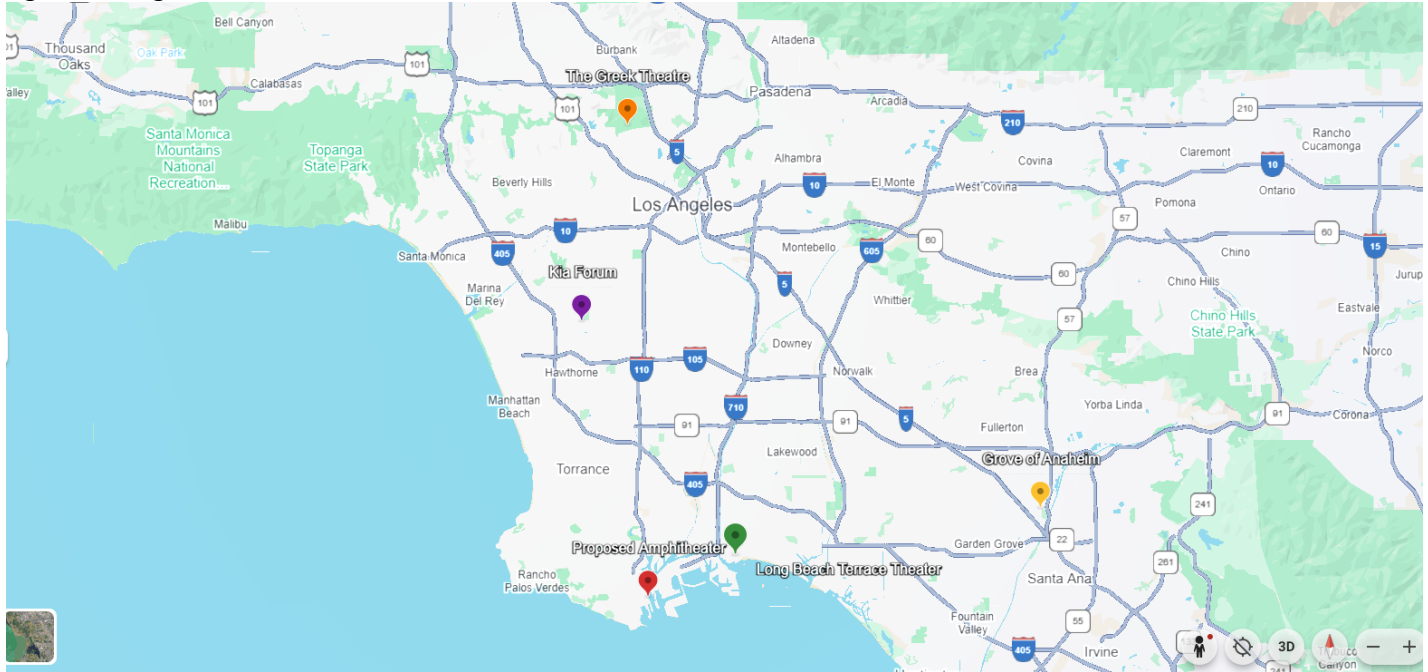 Bell Canyon
Altadena
Thousand
Oaks
Oak Park
Burbank
101
101
Calabasas
The Greek Theatre
Pasadena
Valley
101
101
Arcadia
210
210
Santa Monica
Mountains
National
Recreation...
Topanga
State Park
5
Rancho
Cucamonga
Alhambra
Covina
Claremont
10
Beverly Hills
10
El Monte
West Covina
Ontario
Pomona
Los Angeles
57
Malibu
10
60
60
Montebello
605
15
Santa Monica
405
Chino
Kia Forum
60
Jurup
5
Chino Hills
Marina
Del Rey
Whittier
Eastvale
57
Chino Hills
State Park
Downey
Norco
110
105
Hawthorne
Norwalk
Brea
Manhattan
Beach
710
Yorba Linda
91
91
5
91
Corona
Fullerton
Lakewood
Grove of Anaheim
Torrance
405
241
Proposed Amphitheater
Garden Grove
22
Long Beach Terrace Theater
261
Rancho
Palos Verdes
Santa Ana
Fountain
Valley
55
405
Irvine
3D
241
Canyon